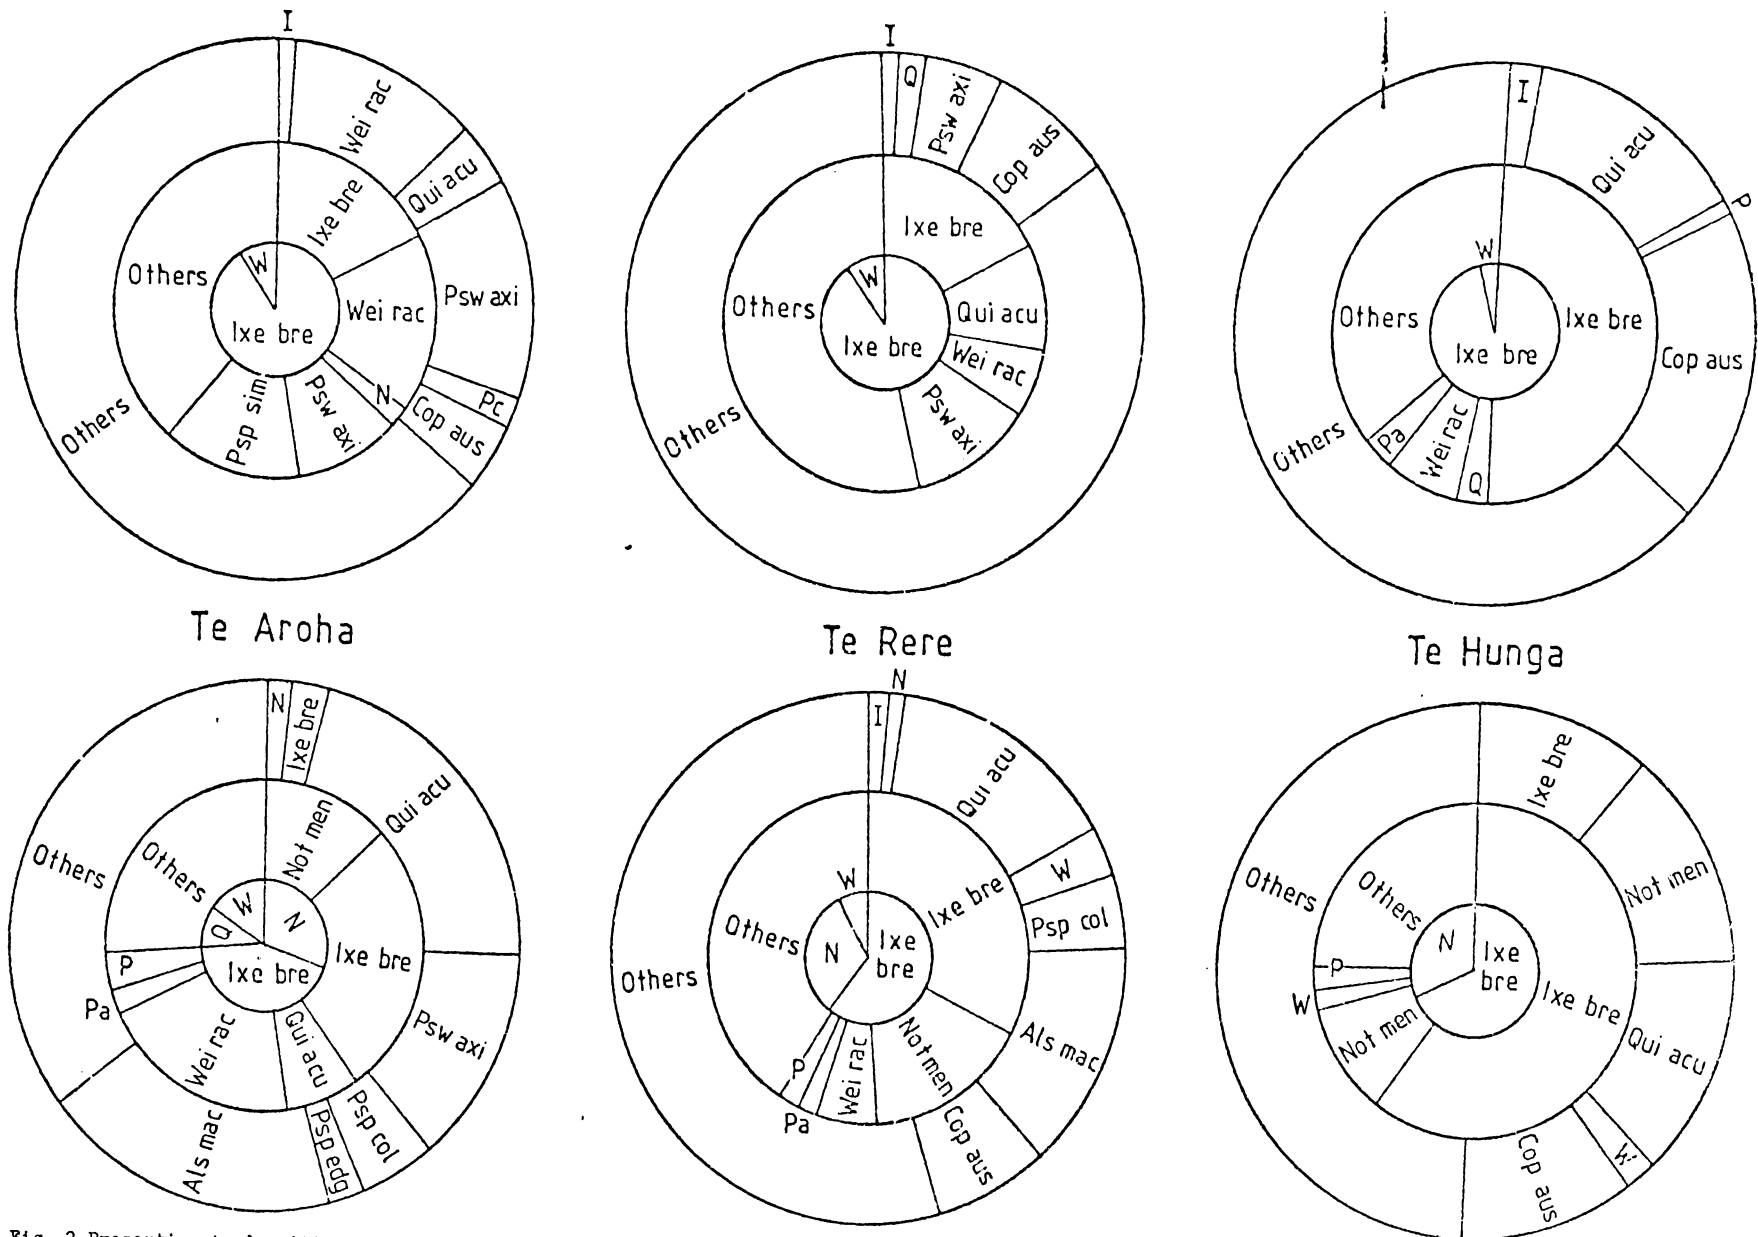 I
Wei rac
Qui acu
Psw axi
Pc
Cop aus
Others
Ixe bre
Wei rac
N
Psw axi
Psp sim
Others
W
Ixe bre
Te Aroha
I
Q
Psw axi
Cop aus
Others
Ixe bre
Qui acu
Wei rac
Psw axi
Others
W
Ixe bre
Te Rere
I
Qui acu
P
Cop aus
Others
Ixe bre
Q
Wei rac
Pa
Others
W
Ixe bre
Te Hunga
N
Ixe bre
Qui acu
Psw axi
Psp col
Psp edg
Als mac
Others
Not men
Ixe bre
Qui acu
Wei rac
Pa
P
Others
N
Ixe bre
Q
W
I
N
Qui acu
W
Psp col
Als mac
Cop aus
Others
Ixe bre
Not men
Wei rac
Pa
P
Others
Ixe
bre
N
W
Ixe bre
Not men
Qui acu
W
Cop aus
Others
Ixe bre
Not men
W
P
Others
Ixe
bre
N